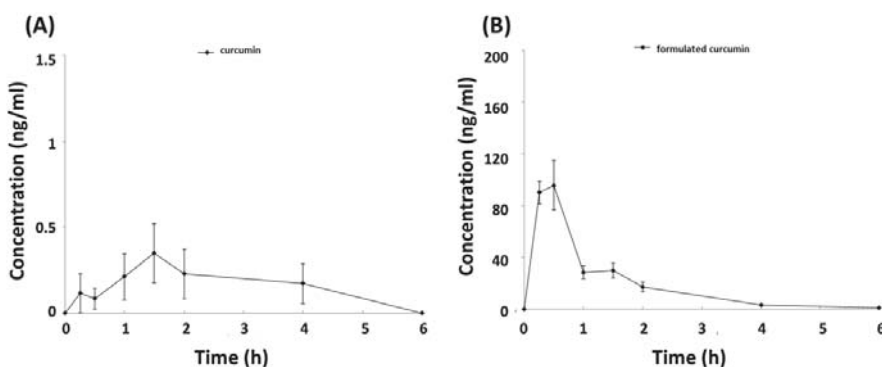 (A)
curcumin
1.5
1
0.5
0
Concentration (ng/ml)
0 1 2 3 4 5 6
Time (h)
(B)
formulated curcumin
200
160
120
80
40
0
Concentration (ng/ml)
0 1 2 3 4 5 6
Time (h)